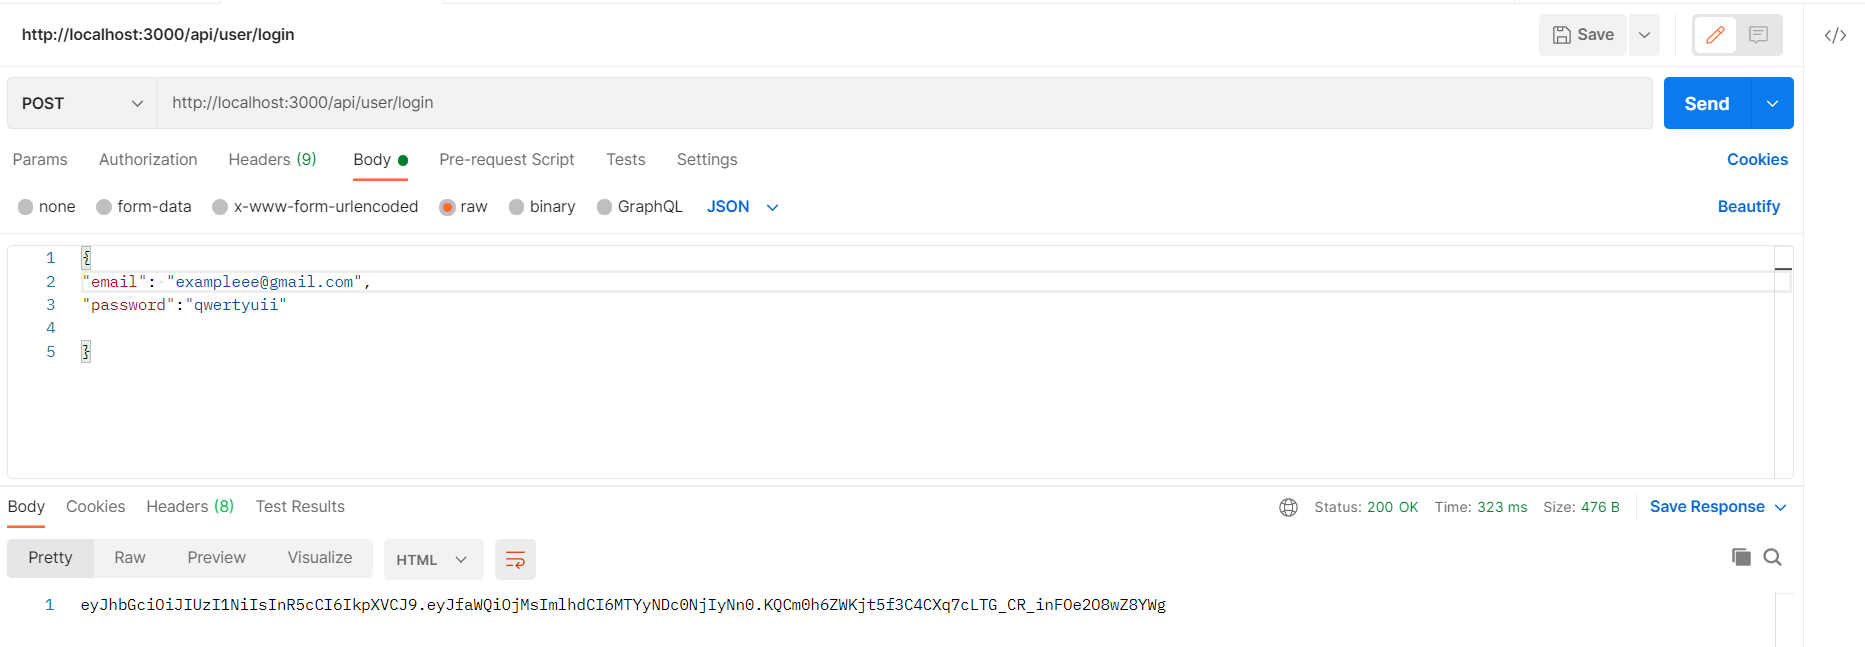 http://localhost:3000/api/user/login
Save
POST
http://localhost:3000/api/user/login
Send
Params Authorization Headers (9) Body Pre-request Script Tests Settings Cookies
none form-data x-www-form-urlencoded raw binary GraphQL JSON Beautify
1 {
2 "email": "exampleee@gmail.com",
3 "password":"qwertyuii"
4
5 }
Body Cookies Headers (8) Test Results Status: 200 OK Time: 323 ms Size: 476 B Save Response
Pretty Raw Preview Visualize HTML
1 eyJhbGciOiJIUzI1NiIsInR5cCI6IkpXVCJ9.eyJfaWQiOjMsImlhdCI6MTYyNDc0NjIyNn0.KQCm0h6ZWKjt5f3C4CXq7cLTG_CR_inFOe2O8wZ8YWg